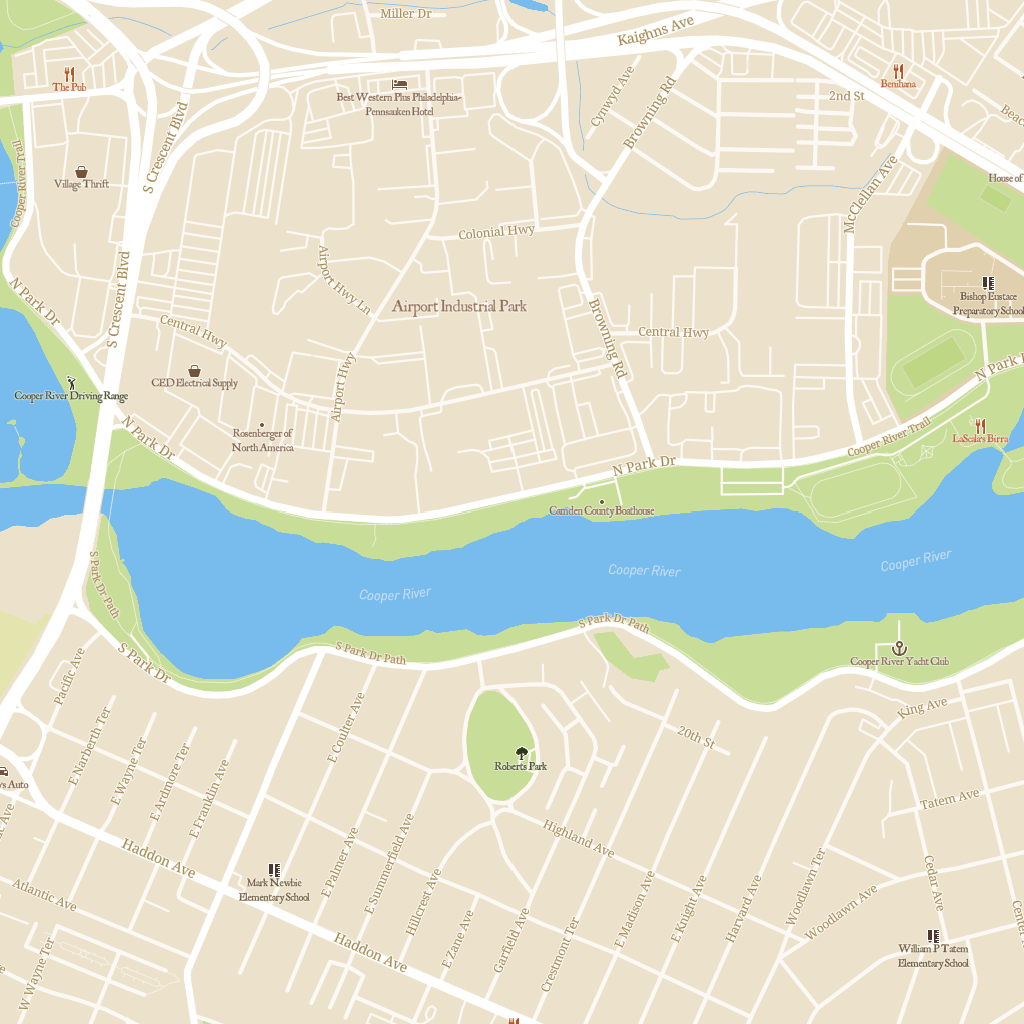 Miller Dr
Kaighns Ave
The Pub
Best Western Plus Philadelphia-
Pennsauken Hotel
Benihana
2nd St
Cynwyd Ave
Browning Rd
S Crescent Blvd
Cooper River Trail
Village Thrift
McClellan Ave
House of
Colonial Hwy
Airport Hwy Ln
S Crescent Blvd
N Park Dr
Bishop Eustace
Preparatory School
Airport Industrial Park
Central Hwy
Central Hwy
Browning Rd
CED Electrical Supply
Airport Hwy
Cooper River Driving Range
N Park Dr
Rosenberger of
North America
Cooper River Trail
LaScala's Birra
N Park Dr
Camden County Boathouse
Cooper River
Cooper River
Cooper River
S Park Dr Path
S Park Dr
S Park Dr Path
S Park Dr Path
Cooper River Yacht Club
Pacific Ave
King Ave
E Narberth Ter
E Wayne Ter
E Ardmore Ter
E Franklin Ave
E Coulter Ave
20th St
Roberts Park
Tatem Ave
Highland Ave
Haddon Ave
Mark Newbie
Elementary School
E Palmer Ave
E Summerfield Ave
Hillcrest Ave
E Zane Ave
Garfield Ave
Crestmont Ter
E Madison Ave
E Knight Ave
Harvard Ave
Woodlawn Ter
Woodlawn Ave
Cedar Ave
Atlantic Ave
W Wayne Ter
Haddon Ave
William P Tatem
Elementary School